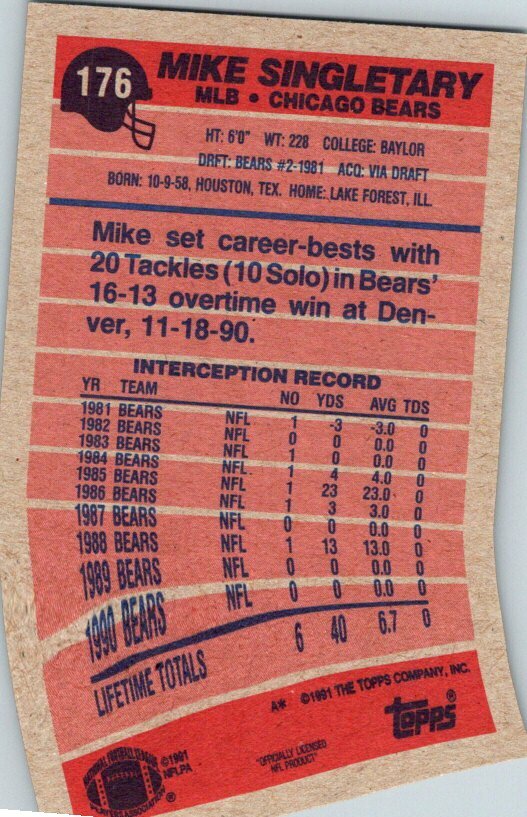 176
MIKE SINGLETARY
MLB • CHICAGO BEARS
HT: 6'0" WT: 228 COLLEGE: BAYLOR
DRFT: BEARS #2-1981 ACQ: VIA DRAFT
BORN: 10-9-58, HOUSTON, TEX. HOME: LAKE FOREST, ILL.
Mike set career-bests with
20 Tackles (10 Solo) in Bears'
16-13 overtime win at Den-
ver, 11-18-90.
INTERCEPTION RECORD
YR TEAM NO YDS AVG TDS
1981 BEARS NFL 1 -3 -3.0 0
1982 BEARS NFL 0 0 0.0 0
1983 BEARS NFL 1 0 0.0 0
1984 BEARS NFL 1 4 4.0 0
1985 BEARS NFL 1 23 23.0 0
1986 BEARS NFL 1 3 3.0 0
1987 BEARS NFL 0 0 0.0 0
1988 BEARS NFL 1 13 13.0 0
1989 BEARS NFL 0 0 0.0 0
1990 BEARS NFL 0 0 0.0 0
LIFETIME TOTALS 6 40 6.7 0
A* ©1991 THE TOPPS COMPANY, INC.
topps®
NATIONAL FOOTBALL LEAGUE
PLAYERS ASSOCIATION ®
©1991
NFLPA
"OFFICIALLY LICENSED
NFL PRODUCT"